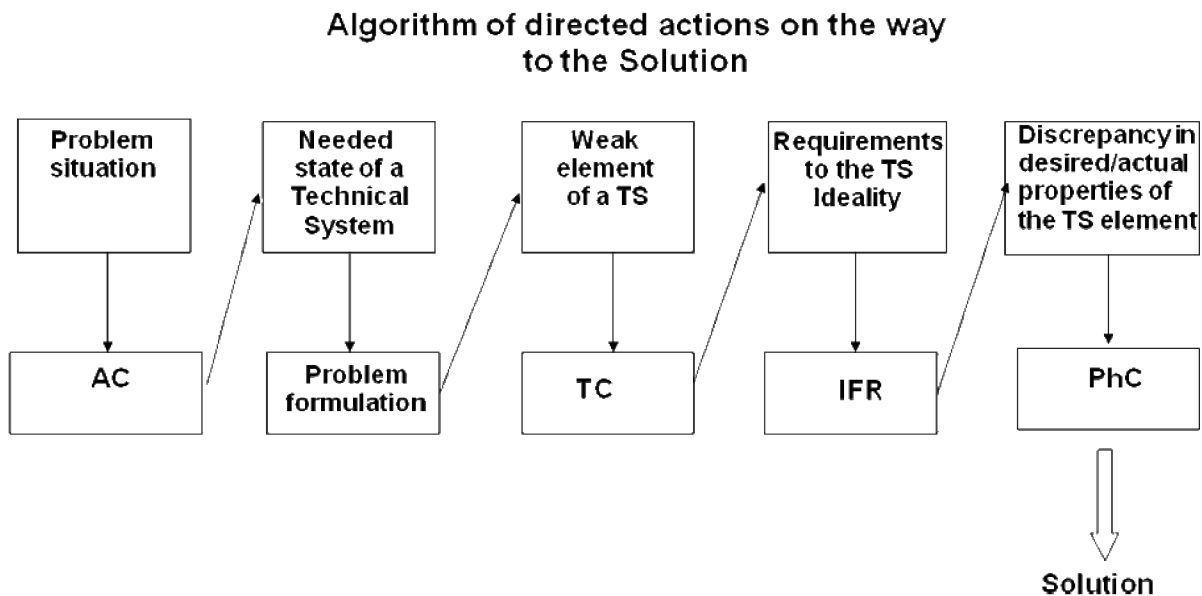 Algorithm of directed actions on the way
to the Solution
Problem
situation
Needed
state of a
Technical
System
Weak
element
of a TS
Requirements
to the TS
Ideality
Discrepancy in
desired/actual
properties of
the TS element
AC
Problem
formulation
TC
IFR
PhC
Solution